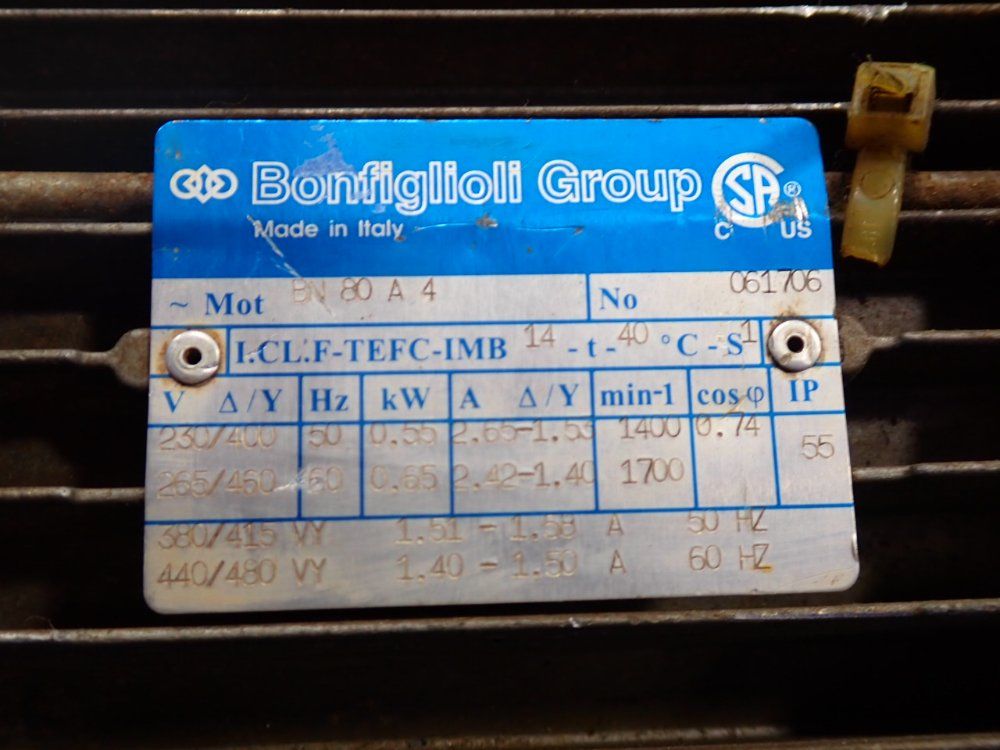 Bonfiglioli Group
Made in Italy
CSA® C US
~ Mot BN 80 A 4 No 061706
I.CL.F-TEFC-IMB 14 - t - 40 °C - S1
V Δ/Y Hz kW A Δ/Y min-1 cos φ IP
230/400 50 0.55 2.65-1.53 1400 0.74 55
265/460 60 0.65 2.42-1.40 1700
380/415 VY 1.51 - 1.58 A 50 HZ
440/480 VY 1.40 - 1.50 A 60 HZ